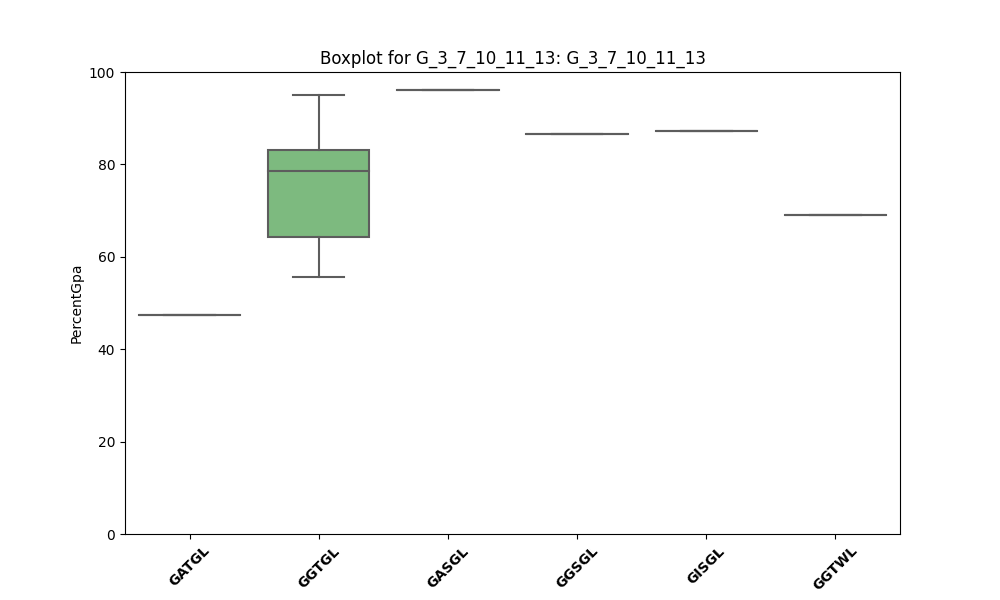 Boxplot for G_3_7_10_11_13: G_3_7_10_11_13
100
80
60
40
20
0
PercentGpa
GATGL
GGTGL
GASGL
GGSGL
GISGL
GGTWL